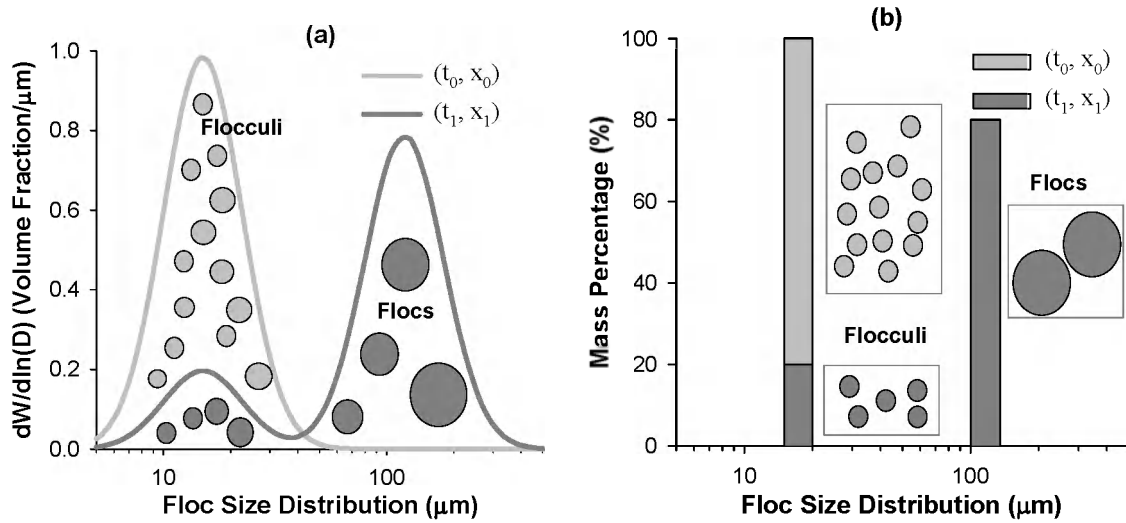 (a)
dW/dln(D) (Volume Fraction/μm)
1.0
0.8
0.6
0.4
0.2
0.0
(t0, x0)
(t1, x1)
Flocculi
Flocs
10
100
Floc Size Distribution (μm)
(b)
Mass Percentage (%)
100
80
60
40
20
0
(t0, x0)
(t1, x1)
Flocs
Flocculi
10
100
Floc Size Distribution (μm)